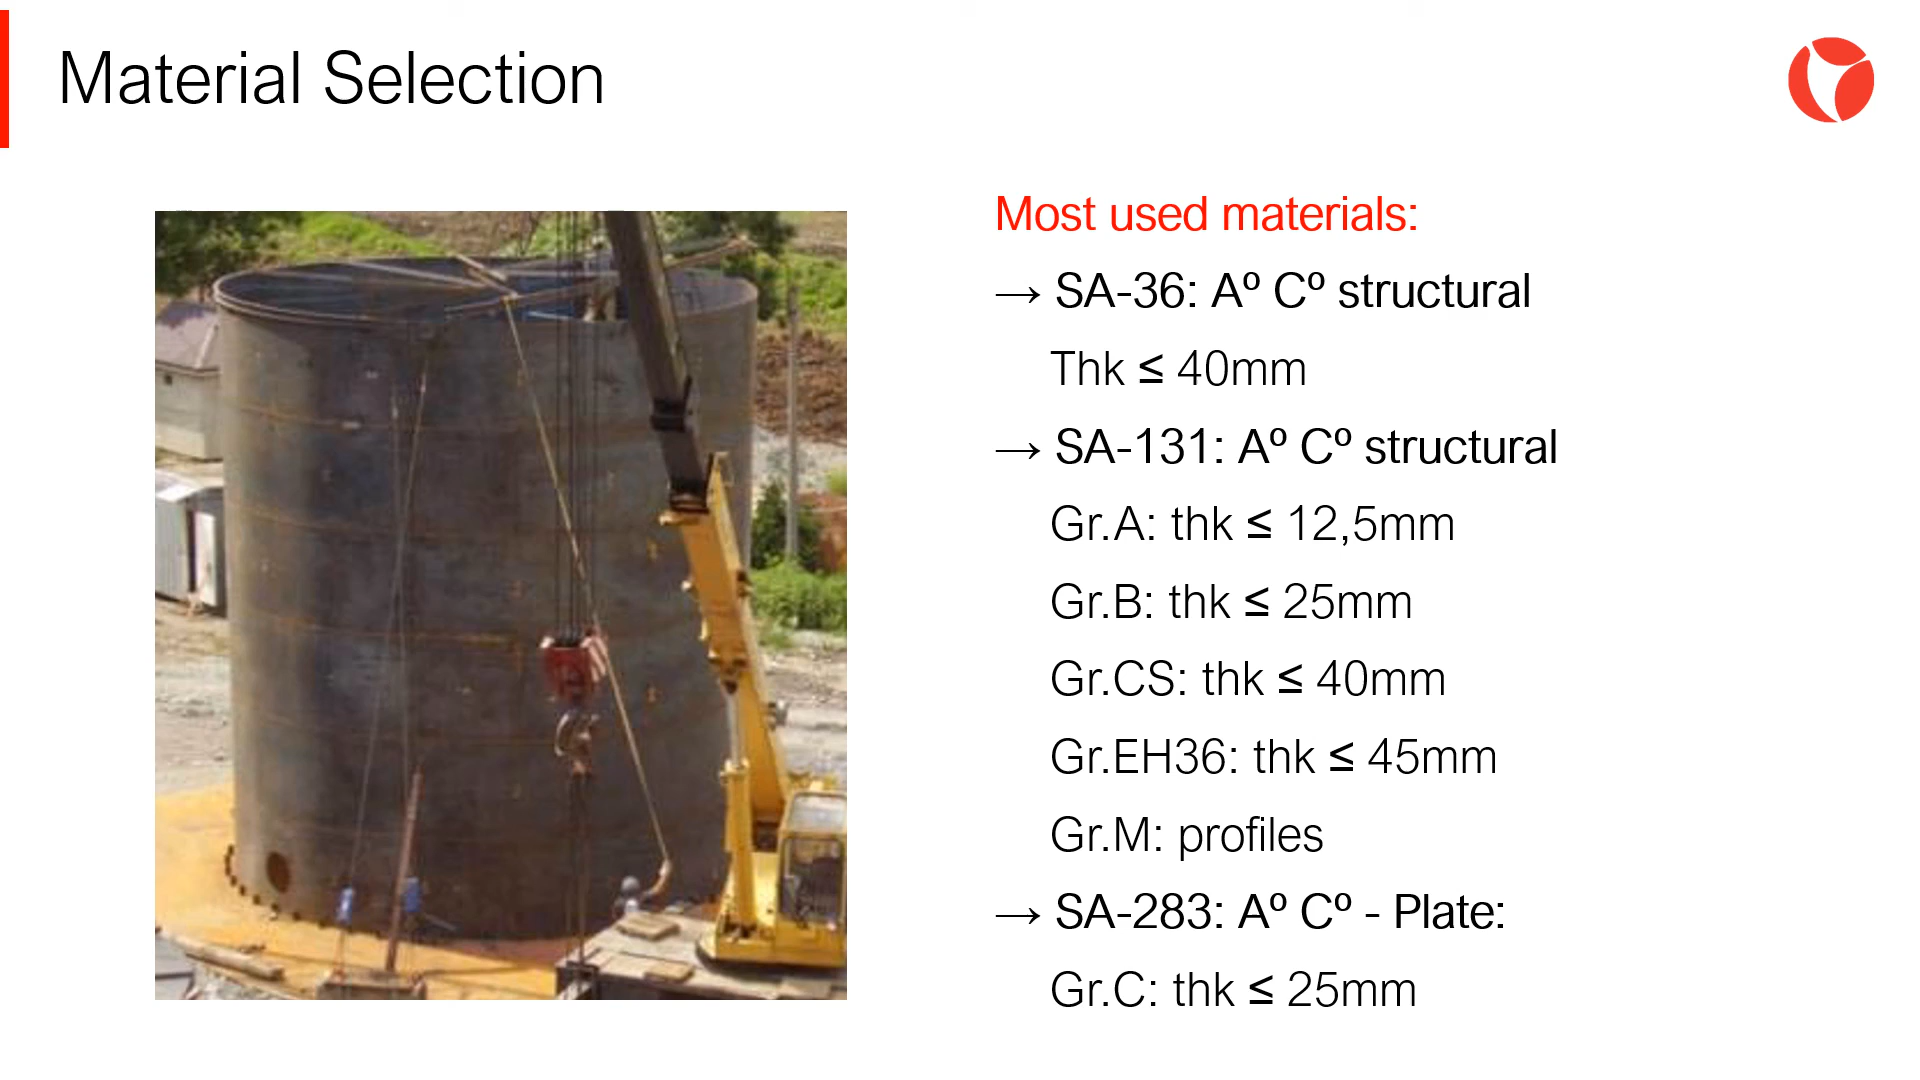 Material Selection
Most used materials:
→ SA-36: Aº Cº structural
Thk ≤ 40mm
→ SA-131: Aº Cº structural
Gr.A: thk ≤ 12,5mm
Gr.B: thk ≤ 25mm
Gr.CS: thk ≤ 40mm
Gr.EH36: thk ≤ 45mm
Gr.M: profiles
→ SA-283: Aº Cº - Plate:
Gr.C: thk ≤ 25mm